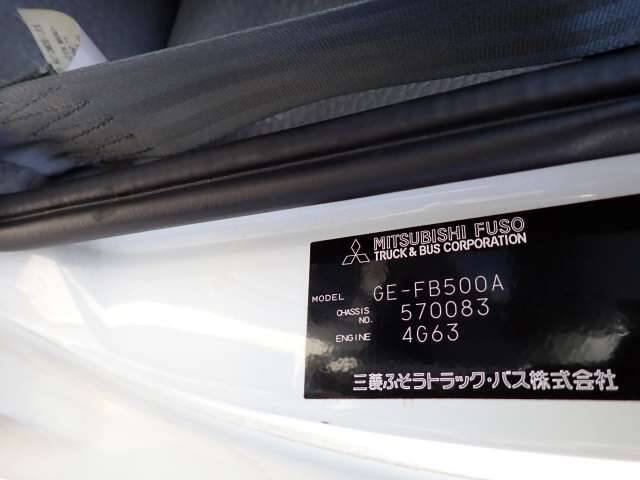 MITSUBISHI FUSO
TRUCK & BUS CORPORATION
MODEL GE-FB500A
CHASSIS NO. 570083
ENGINE 4G63
三菱ふそうトラック・バス株式会社